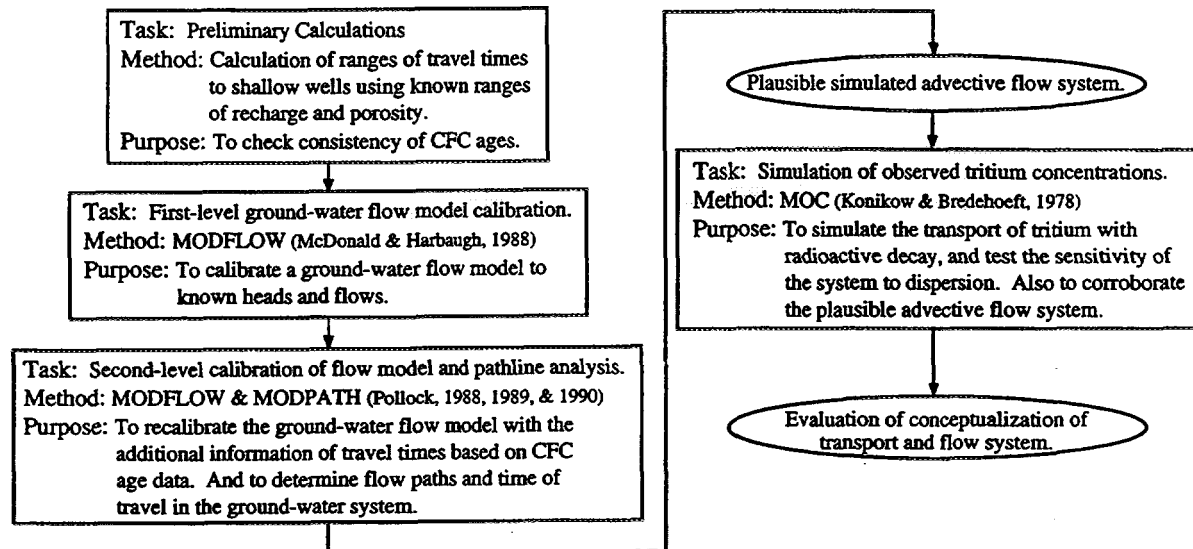 Task: Preliminary Calculations
Method: Calculation of ranges of travel times
to shallow wells using known ranges
of recharge and porosity.
Purpose: To check consistency of CFC ages.
Task: First-level ground-water flow model calibration.
Method: MODFLOW (McDonald & Harbaugh, 1988)
Purpose: To calibrate a ground-water flow model to
known heads and flows.
Task: Second-level calibration of flow model and pathline analysis.
Method: MODFLOW & MODPATH (Pollock, 1988, 1989, & 1990)
Purpose: To recalibrate the ground-water flow model with the
additional information of travel times based on CFC
age data. And to determine flow paths and time of
travel in the ground-water system.
Plausible simulated advective flow system.
Task: Simulation of observed tritium concentrations.
Method: MOC (Konikow & Bredehoeft, 1978)
Purpose: To simulate the transport of tritium with
radioactive decay, and test the sensitivity of
the system to dispersion. Also to corroborate
the plausible advective flow system.
Evaluation of conceptualization of
transport and flow system.